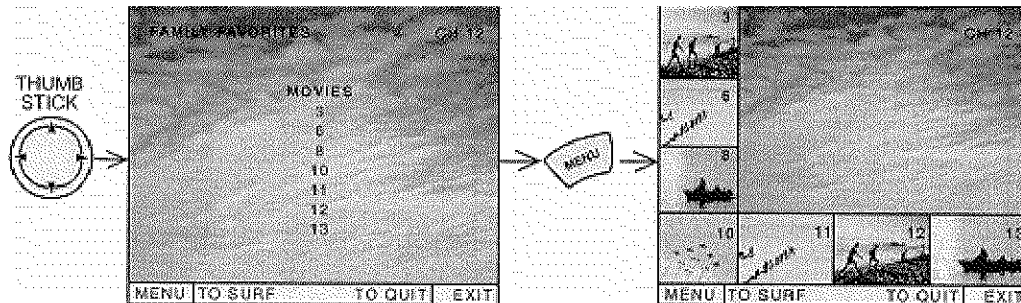 THUMB
STICK
FAMILY FAVORITES
CH 12
MOVIES
3
6
8
10
11
12
13
MENU TO SURF TO QUIT EXIT
MENU
CH 12
3
6
8
10
11
12
13
MENU TO SURF TO QUIT EXIT